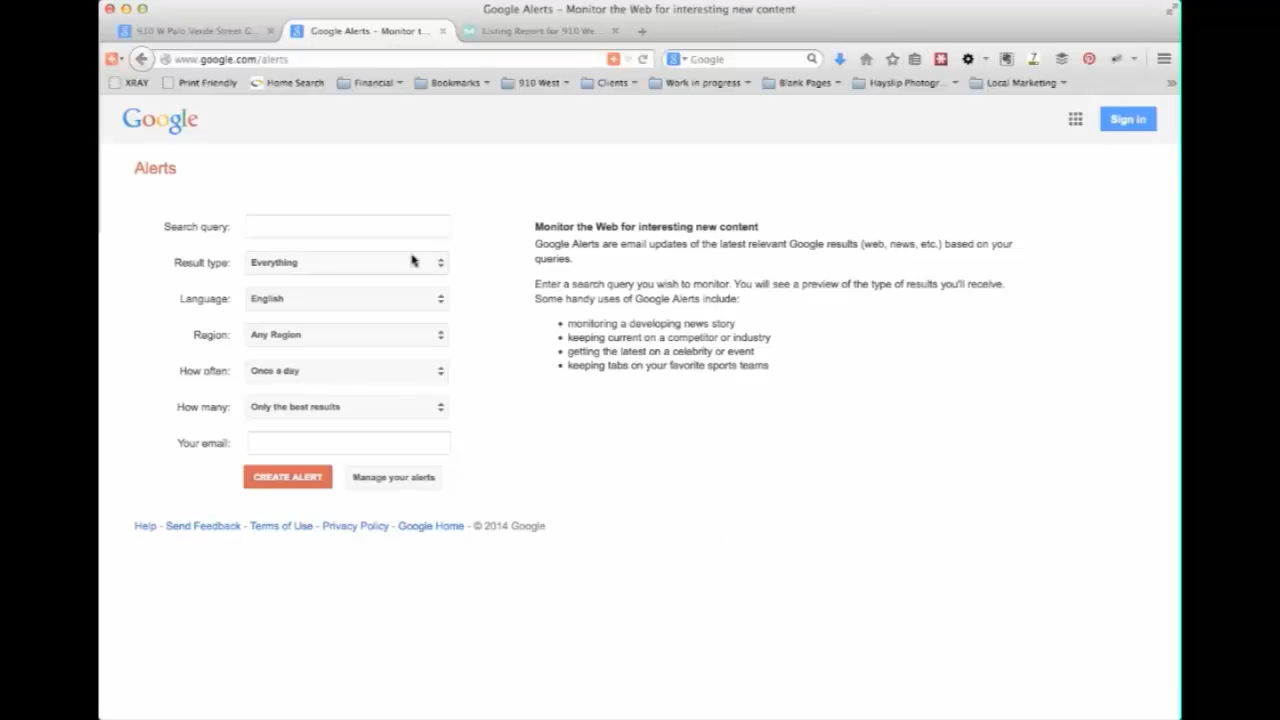 Google Alerts – Monitor the Web for interesting new content
910 W Palo Verde Street G... Google Alerts – Monitor t... Listing Report for 910 We...
www.google.com/alerts Google
XRAY Print Friendly Home Search Financial Bookmarks 910 West Clients Work in progress Blank Pages Hayslip Photogr... Local Marketing
Google Sign in
Alerts
Search query:
Result type: Everything
Language: English
Region: Any Region
How often: Once a day
How many: Only the best results
Your email:
CREATE ALERT Manage your alerts
Monitor the Web for interesting new content
Google Alerts are email updates of the latest relevant Google results (web, news, etc.) based on your
queries.
Enter a search query you wish to monitor. You will see a preview of the type of results you'll receive.
Some handy uses of Google Alerts include:
• monitoring a developing news story
• keeping current on a competitor or industry
• getting the latest on a celebrity or event
• keeping tabs on your favorite sports teams
Help - Send Feedback - Terms of Use - Privacy Policy - Google Home - © 2014 Google